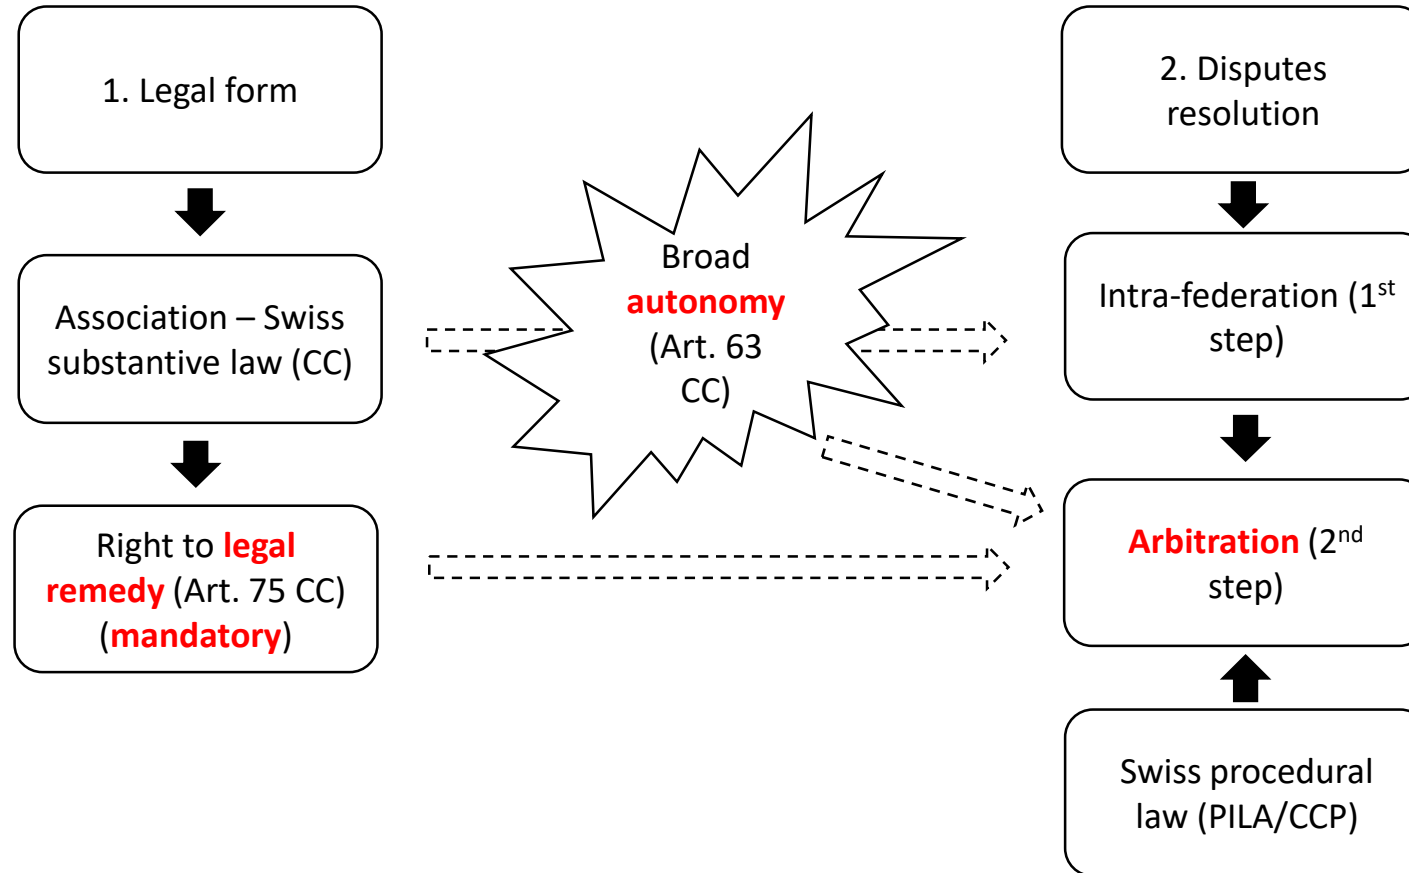 1. Legal form
Association – Swiss
substantive law (CC)
Right to legal
remedy (Art. 75 CC)
(mandatory)
Broad
autonomy
(Art. 63
CC)
2. Disputes
resolution
Intra-federation (1st
step)
Arbitration (2nd
step)
Swiss procedural
law (PILA/CCP)